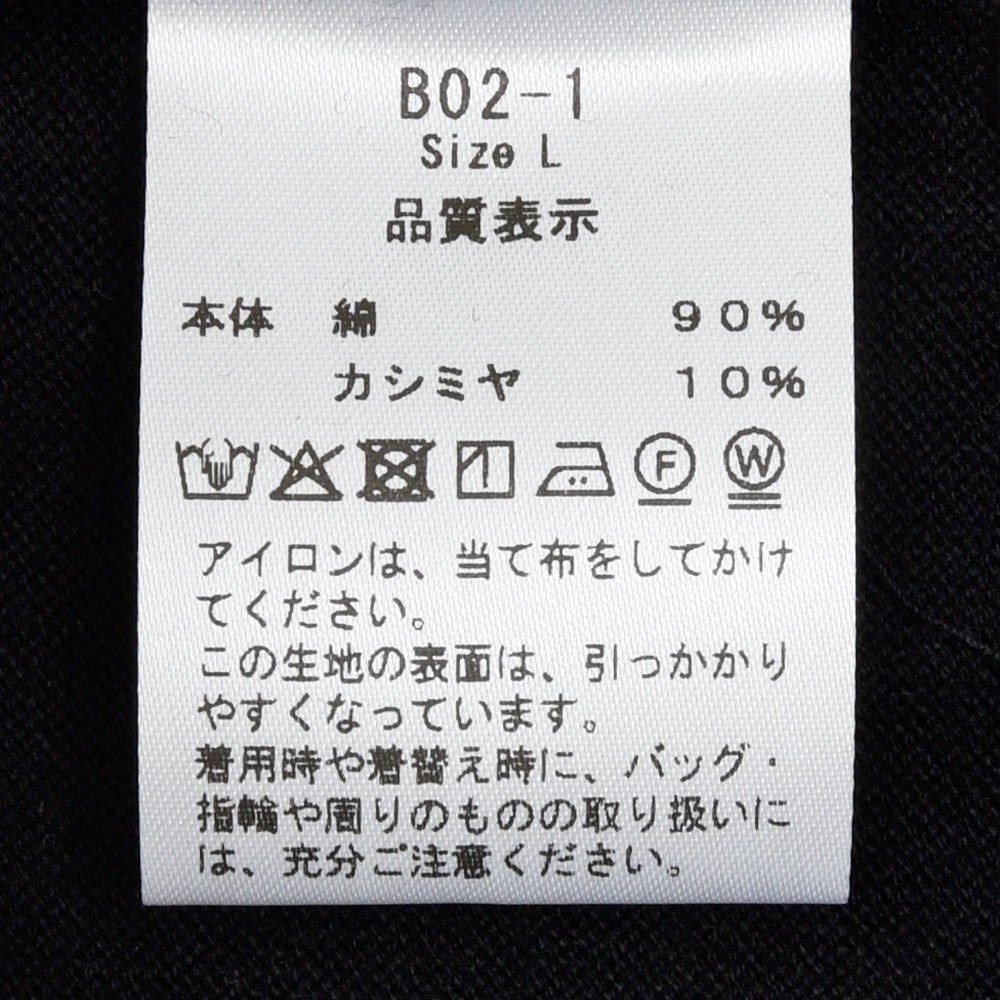 B02-1
Size L
品質表示
本体 綿 90%
カシミヤ 10%
F W
アイロンは、当て布をしてかけ
てください。
この生地の表面は、引っかかり
やすくなっています。
着用時や着替え時に、バッグ・
指輪や周りのものの取り扱いに
は、充分ご注意ください。